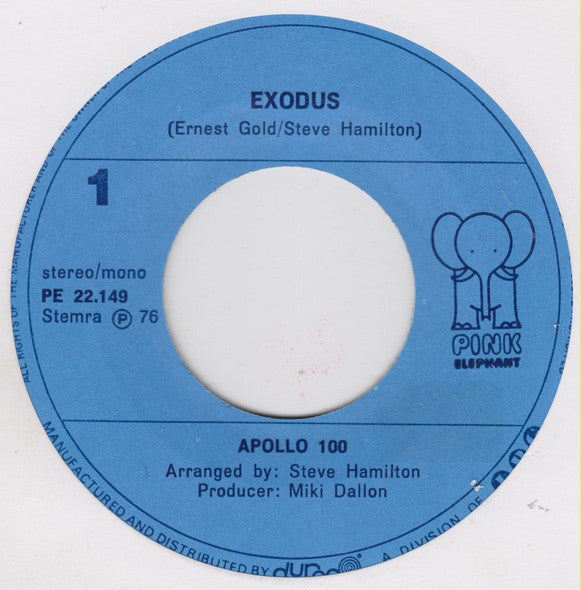 EXODUS
(Ernest Gold/Steve Hamilton)
1
stereo/mono
PE 22.149
Stemra Ⓟ 76
PINK
ELEPHANT
APOLLO 100
Arranged by: Steve Hamilton
Producer: Miki Dallon
ALL RIGHTS OF THE MANUFACTURER AND OF THE
MANUFACTURED AND DISTRIBUTED BY dureco A DIVISION OF